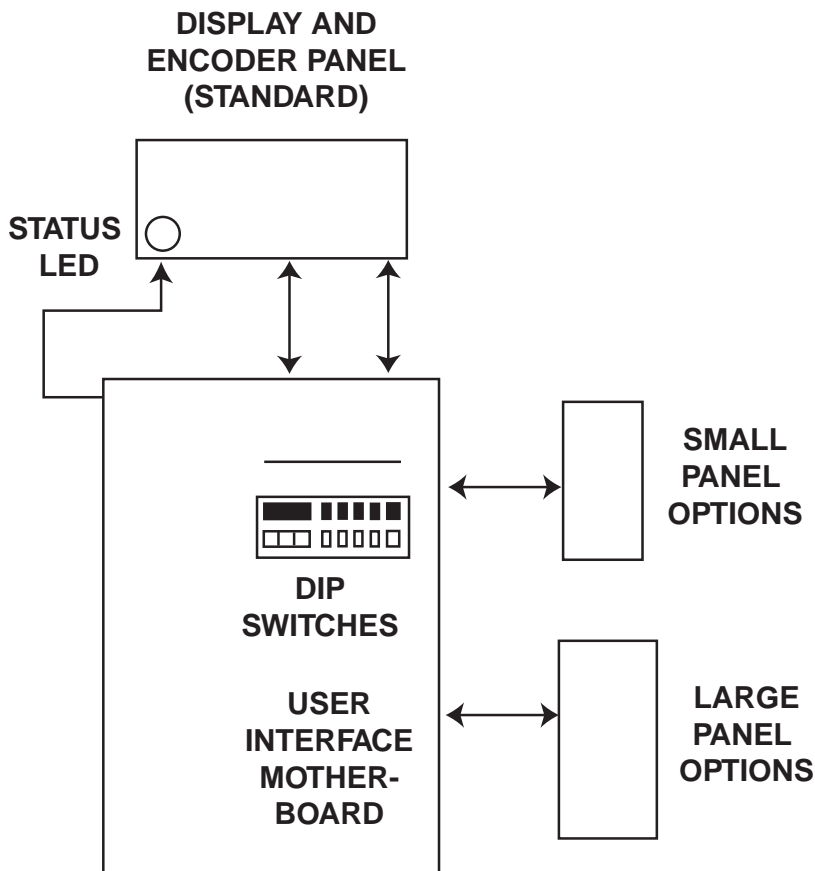 DISPLAY AND
ENCODER PANEL
(STANDARD)
STATUS
LED
SMALL
PANEL
OPTIONS
DIP
SWITCHES
USER
INTERFACE
MOTHER-
BOARD
LARGE
PANEL
OPTIONS